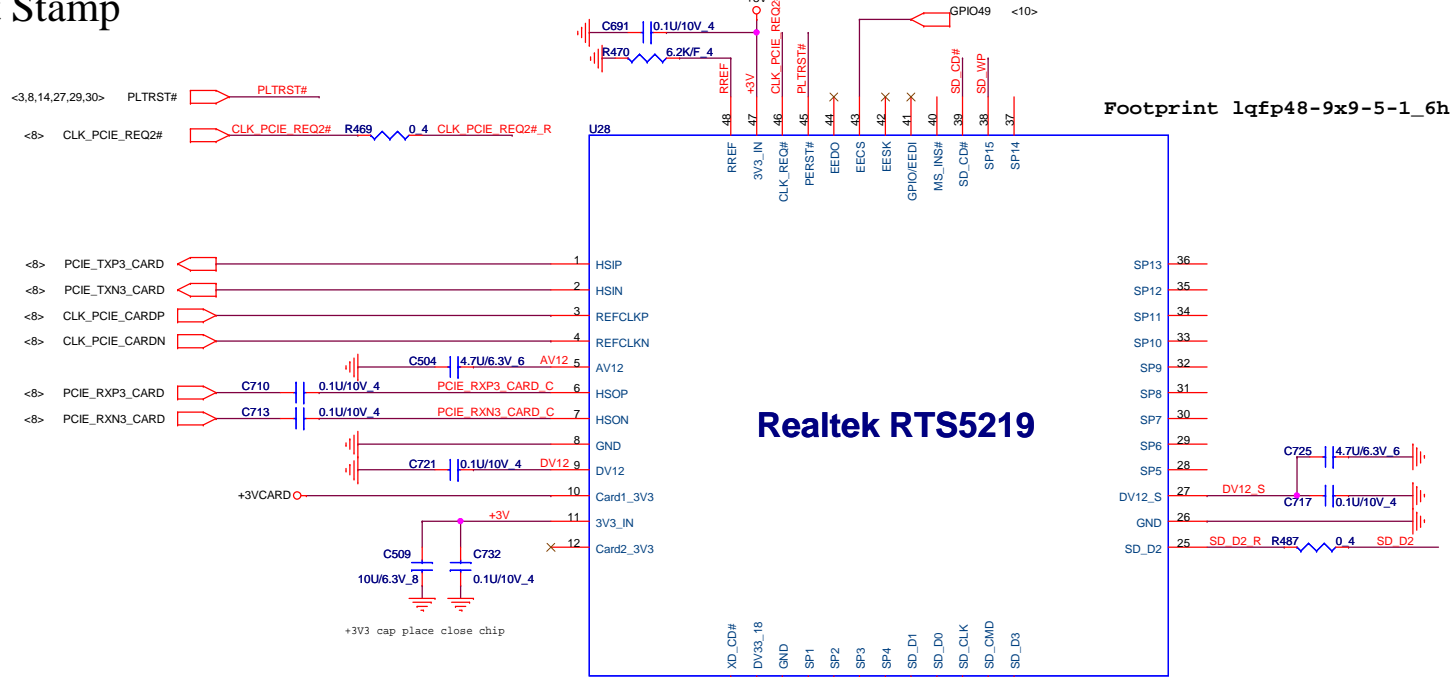 Stamp
C691 0.1U/10V_4
R470 6.2K/F_4
GPIO49 <10>
RREF
+3V
CLK_PCIE_REQ2
PLTRST#
SD_CD#
SD_WP
<3,8,14,27,29,30> PLTRST# PLTRST#
<8> CLK_PCIE_REQ2# CLK_PCIE_REQ2# R469 0_4 CLK_PCIE_REQ2#_R
Footprint lqfp48-9x9-5-1_6h
U28
48 47 46 45 44 43 42 41 40 39 38 37
RREF
3V3_IN
CLK_REQ#
PERST#
EEDO
EECS
EESK
GPIO/EEDI
MS_INS#
SD_CD#
SP15
SP14
<8> PCIE_TXP3_CARD 1 HSIP
<8> PCIE_TXN3_CARD 2 HSIN
<8> CLK_PCIE_CARDP 3 REFCLKP
<8> CLK_PCIE_CARDN 4 REFCLKN
C504 4.7U/6.3V_6 AV12 5 AV12
<8> PCIE_RXP3_CARD C710 0.1U/10V_4 PCIE_RXP3_CARD_C 6 HSOP
<8> PCIE_RXN3_CARD C713 0.1U/10V_4 PCIE_RXN3_CARD_C 7 HSON
8 GND
C721 0.1U/10V_4 DV12 9 DV12
+3VCARD 10 Card1_3V3
+3V 11 3V3_IN
12 Card2_3V3
C509 C732
10U/6.3V_8 0.1U/10V_4
+3V3 cap place close chip
Realtek RTS5219
SP13 36
SP12 35
SP11 34
SP10 33
SP9 32
SP8 31
SP7 30
SP6 29
SP5 28
DV12_S 27 DV12_S
GND 26
SD_D2 25 SD_D2_R R487 0_4 SD_D2
C725 4.7U/6.3V_6
C717 0.1U/10V_4
XD_CD#
DV33_18
GND
SP1
SP2
SP3
SP4
SD_D1
SD_D0
SD_CLK
SD_CMD
SD_D3